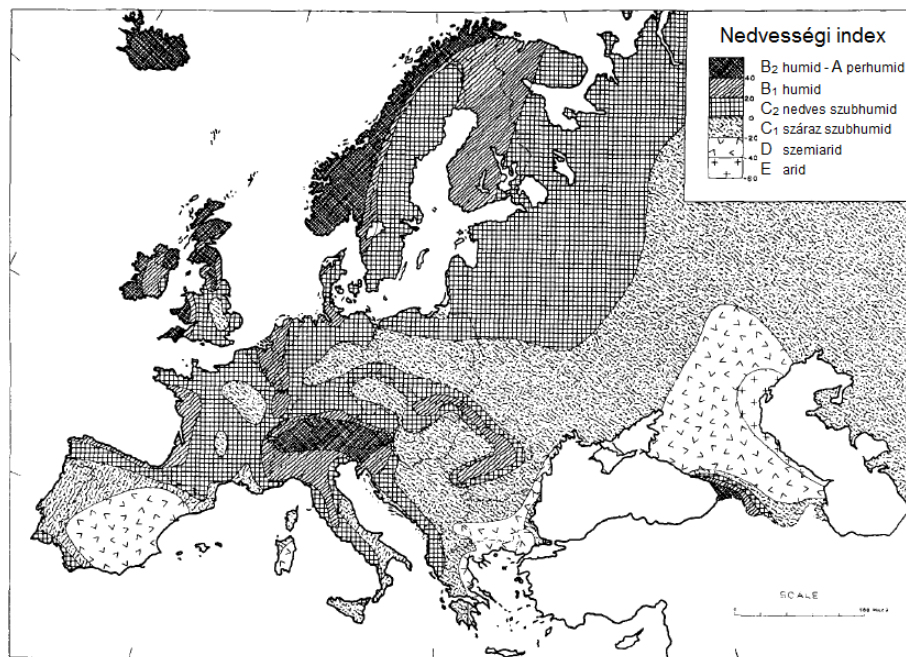 Nedvességi index
B₂ humid - A perhumid
40
B₁ humid
20
C₂ nedves szubhumid
0
C₁ száraz szubhumid
-20
D szemiarid
-40
E arid
-60
SCALE
0